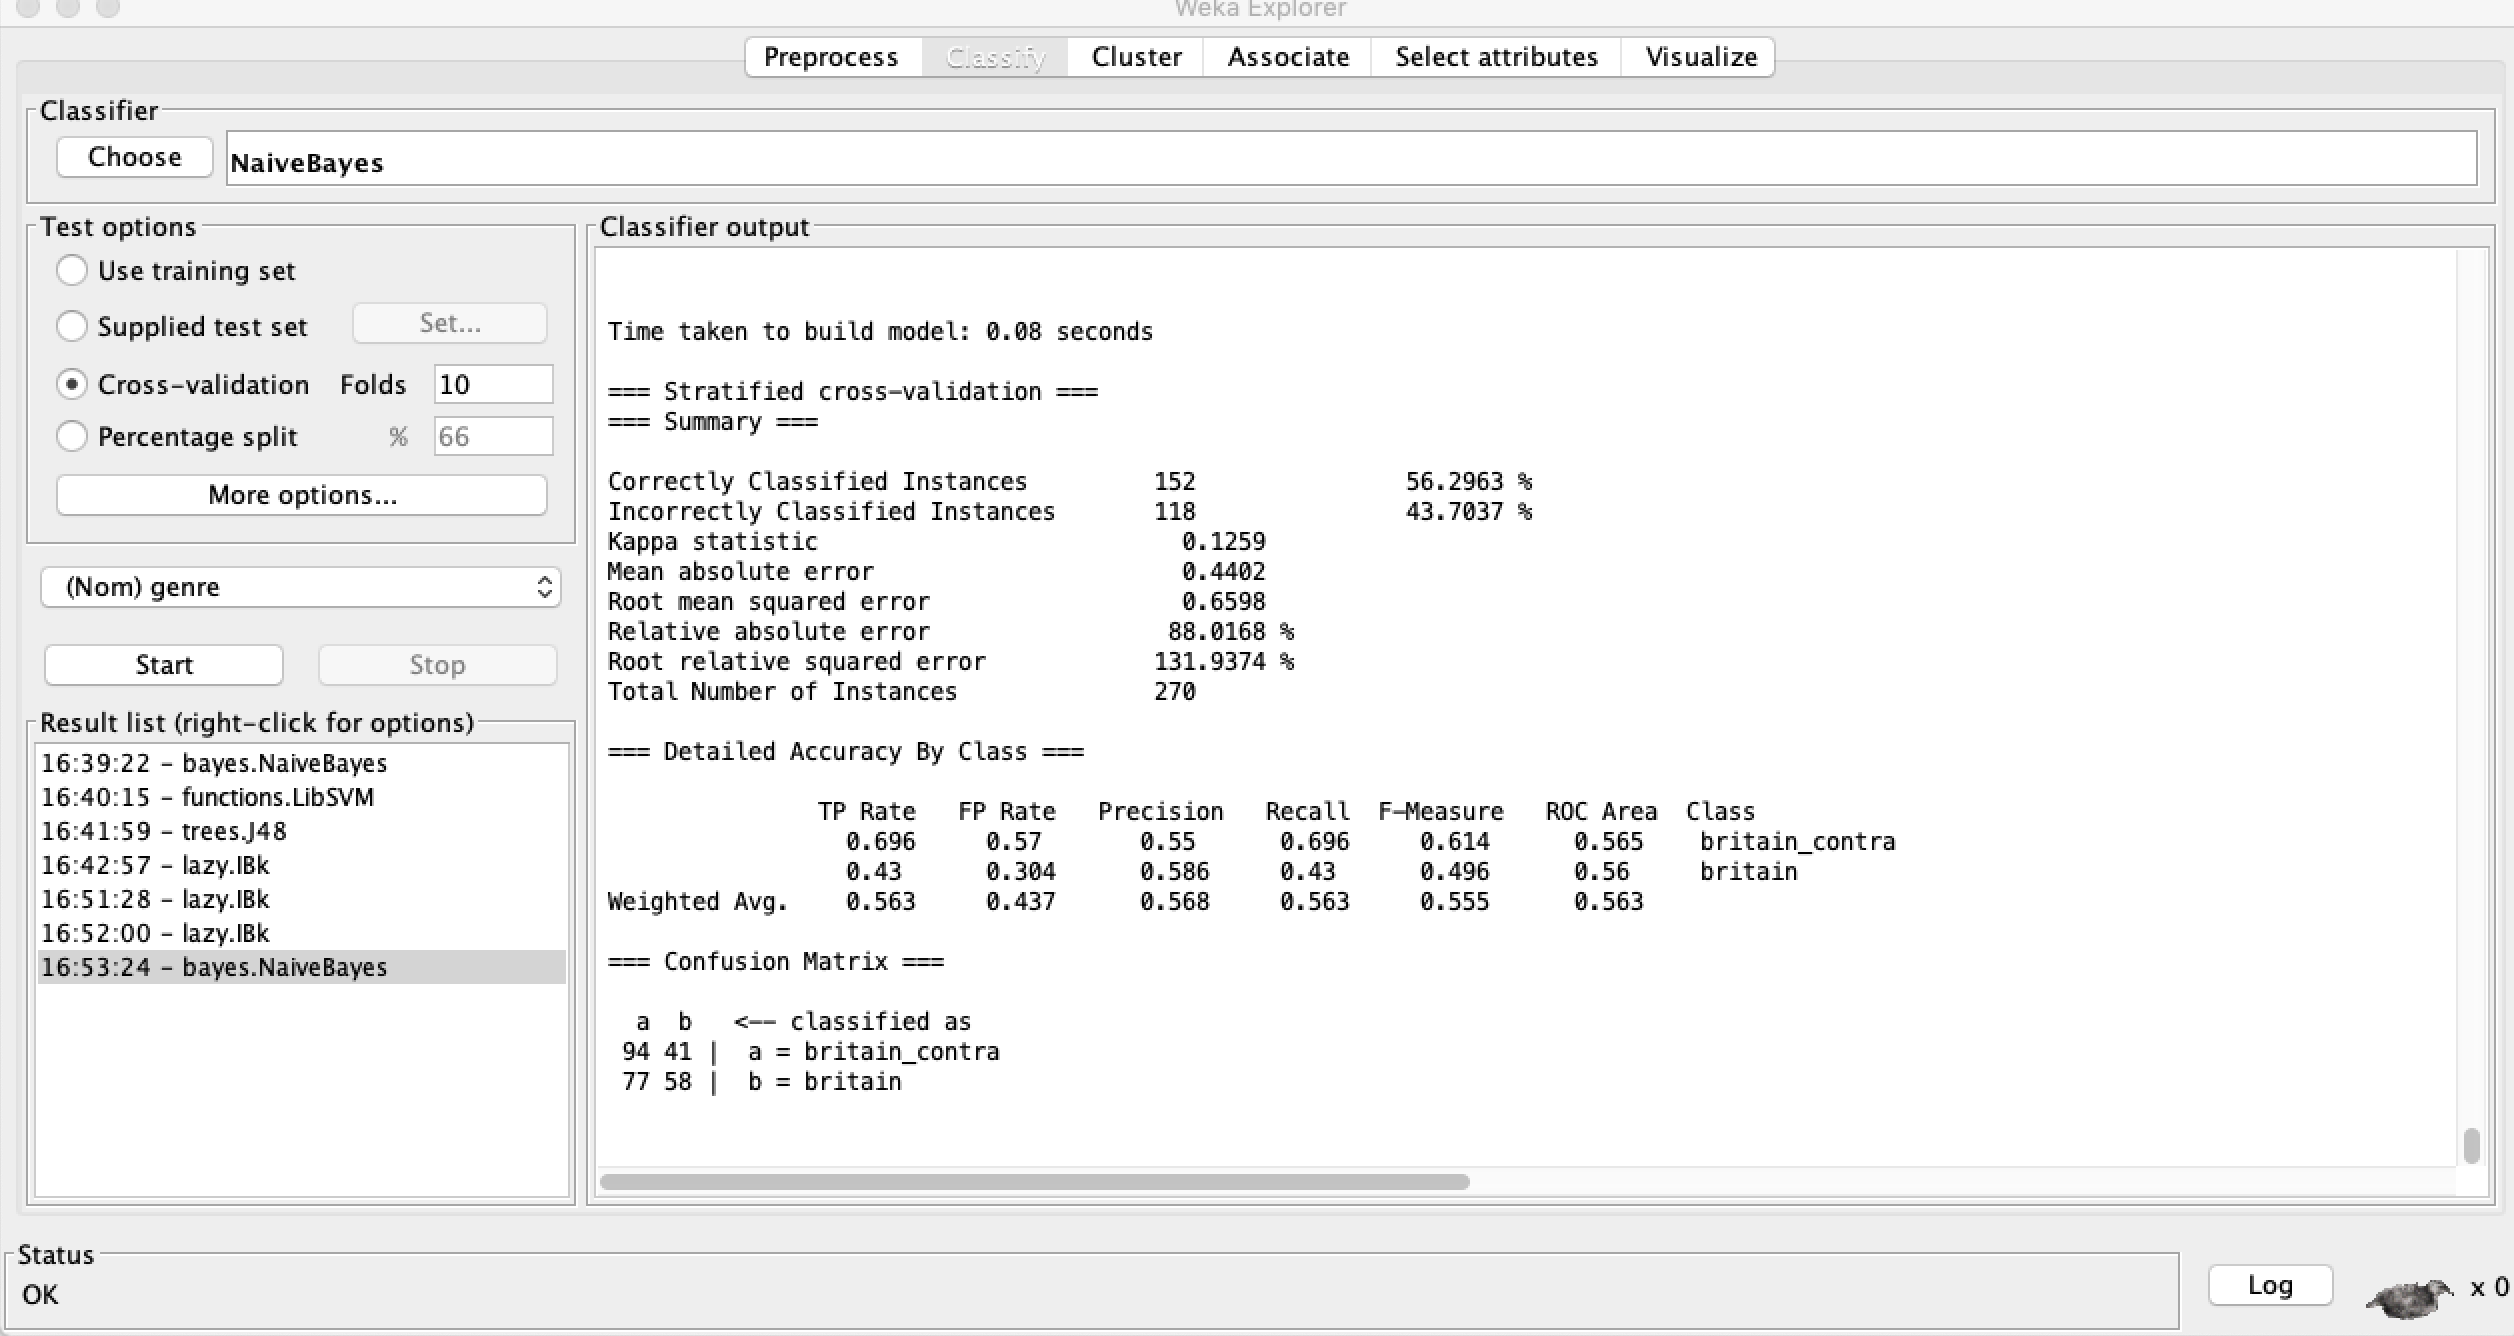 Weka Explorer
Preprocess Classify Cluster Associate Select attributes Visualize
Classifier
Choose NaiveBayes
Test options
Use training set
Supplied test set Set...
Cross-validation Folds 10
Percentage split % 66
More options...
(Nom) genre
Start Stop
Result list (right-click for options)
16:39:22 - bayes.NaiveBayes
16:40:15 - functions.LibSVM
16:41:59 - trees.J48
16:42:57 - lazy.IBk
16:51:28 - lazy.IBk
16:52:00 - lazy.IBk
16:53:24 - bayes.NaiveBayes
Classifier output
Time taken to build model: 0.08 seconds
=== Stratified cross-validation ===
=== Summary ===
Correctly Classified Instances 152 56.2963 %
Incorrectly Classified Instances 118 43.7037 %
Kappa statistic 0.1259
Mean absolute error 0.4402
Root mean squared error 0.6598
Relative absolute error 88.0168 %
Root relative squared error 131.9374 %
Total Number of Instances 270
=== Detailed Accuracy By Class ===
TP Rate FP Rate Precision Recall F-Measure ROC Area Class
0.696 0.57 0.55 0.696 0.614 0.565 britain_contra
0.43 0.304 0.586 0.43 0.496 0.56 britain
Weighted Avg. 0.563 0.437 0.568 0.563 0.555 0.563
=== Confusion Matrix ===
a b <-- classified as
94 41 | a = britain_contra
77 58 | b = britain
Status
OK
Log x 0